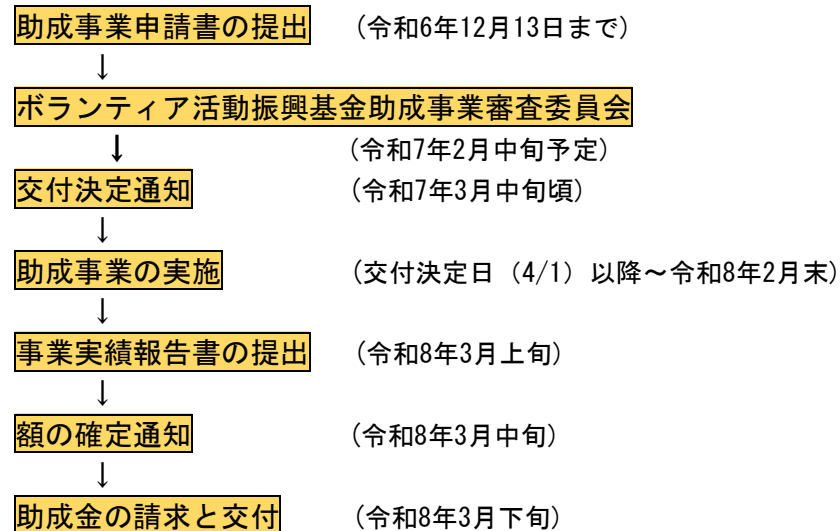 助成事業申請書の提出 (令和6年12月13日まで)
↓
ボランティア活動振興基金助成事業審査委員会
↓ (令和7年2月中旬予定)
交付決定通知 (令和7年3月中旬頃)
↓
助成事業の実施 (交付決定日（4/1）以降～令和8年2月末)
↓
事業実績報告書の提出 (令和8年3月上旬)
↓
額の確定通知 (令和8年3月中旬)
↓
助成金の請求と交付 (令和8年3月下旬)